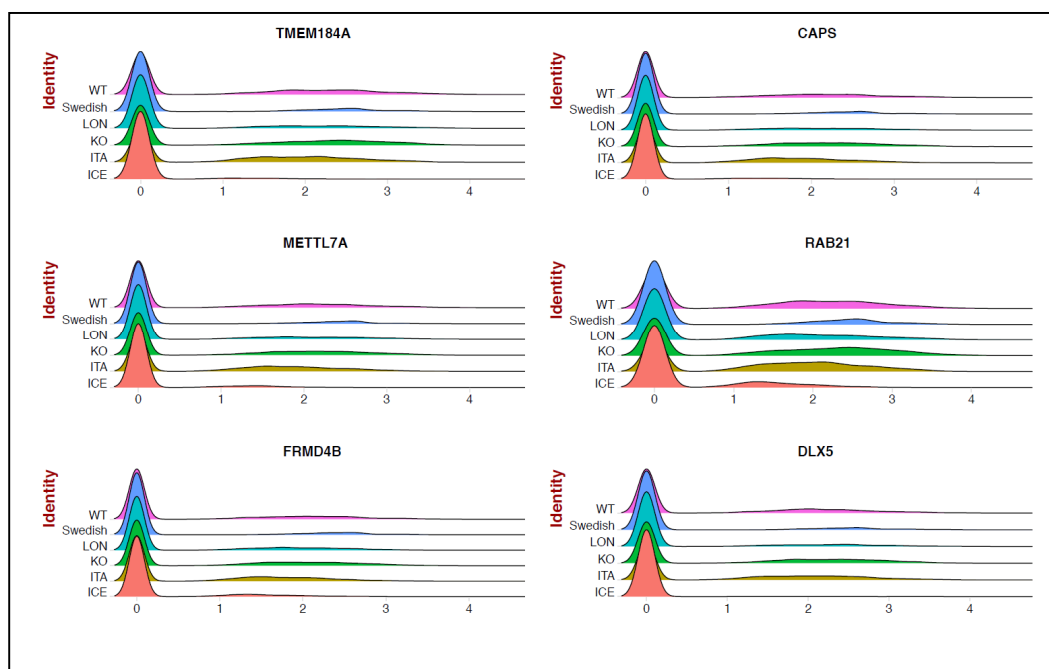 TMEM184A
Identity
WT
Swedish
LON
KO
ITA
ICE
0 1 2 3 4
CAPS
Identity
WT
Swedish
LON
KO
ITA
ICE
0 1 2 3 4
METTL7A
Identity
WT
Swedish
LON
KO
ITA
ICE
0 1 2 3 4
RAB21
Identity
WT
Swedish
LON
KO
ITA
ICE
0 1 2 3 4
FRMD4B
Identity
WT
Swedish
LON
KO
ITA
ICE
0 1 2 3 4
DLX5
Identity
WT
Swedish
LON
KO
ITA
ICE
0 1 2 3 4